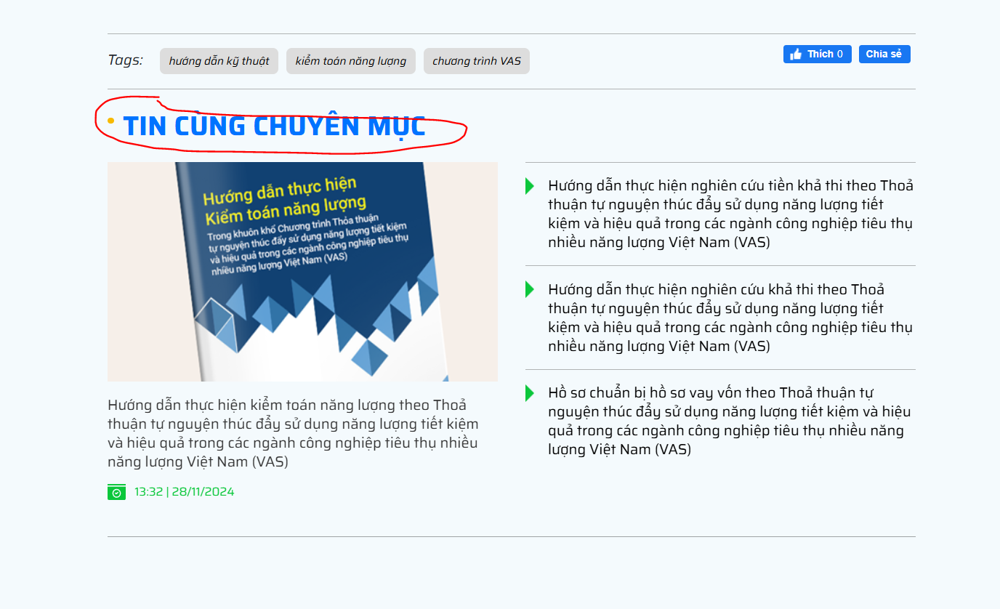 Tags: hướng dẫn kỹ thuật kiểm toán năng lượng chương trình VAS
Thích 0 Chia sẻ
TIN CÙNG CHUYÊN MỤC
Hướng dẫn thực hiện
Kiểm toán năng lượng
Trong khuôn khổ Chương trình Thỏa thuận
tự nguyện thúc đẩy sử dụng năng lượng tiết kiệm
và hiệu quả trong các ngành công nghiệp tiêu thụ
nhiều năng lượng Việt Nam (VAS)
Hướng dẫn thực hiện kiểm toán năng lượng theo Thoả
thuận tự nguyện thúc đẩy sử dụng năng lượng tiết kiệm
và hiệu quả trong các ngành công nghiệp tiêu thụ nhiều
năng lượng Việt Nam (VAS)
13:32 | 28/11/2024
Hướng dẫn thực hiện nghiên cứu tiền khả thi theo Thoả
thuận tự nguyện thúc đẩy sử dụng năng lượng tiết
kiệm và hiệu quả trong các ngành công nghiệp tiêu thụ
nhiều năng lượng Việt Nam (VAS)
Hướng dẫn thực hiện nghiên cứu khả thi theo Thoả
thuận tự nguyện thúc đẩy sử dụng năng lượng tiết
kiệm và hiệu quả trong các ngành công nghiệp tiêu thụ
nhiều năng lượng Việt Nam (VAS)
Hồ sơ chuẩn bị hồ sơ vay vốn theo Thoả thuận tự
nguyện thúc đẩy sử dụng năng lượng tiết kiệm và hiệu
quả trong các ngành công nghiệp tiêu thụ nhiều năng
lượng Việt Nam (VAS)